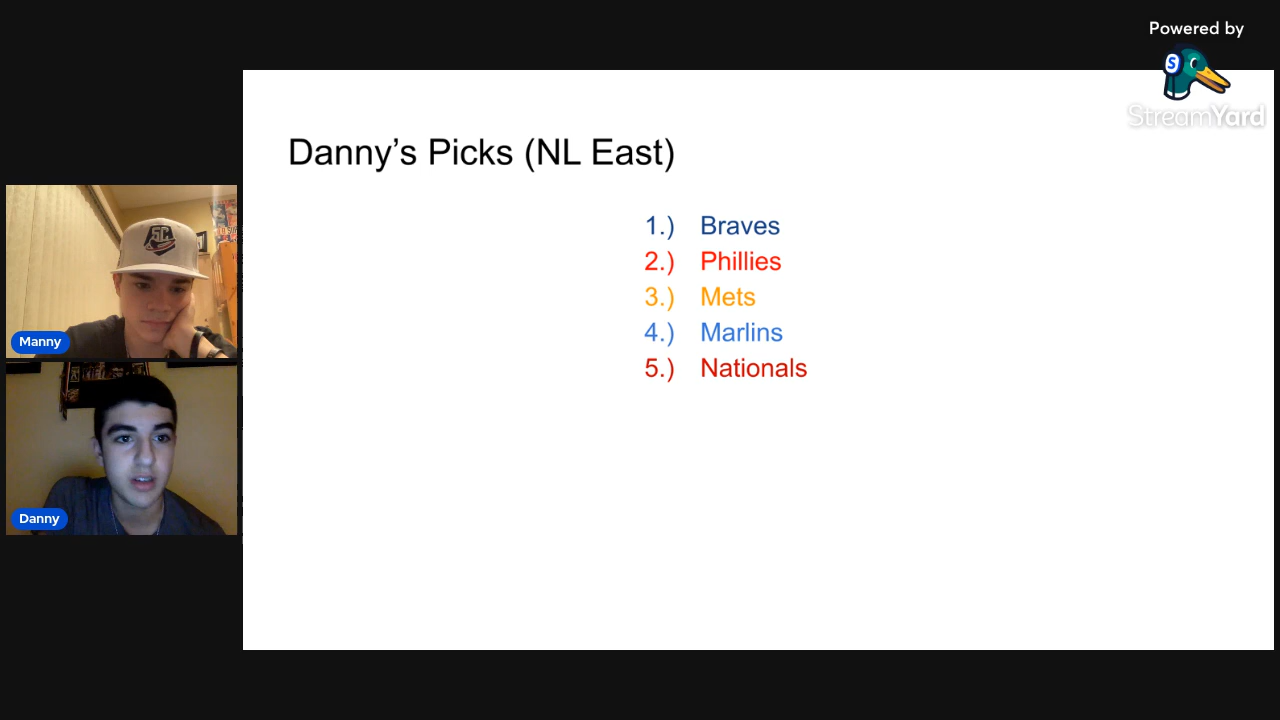 Powered by
S
StreamYard
Danny’s Picks (NL East)
1.) Braves
2.) Phillies
3.) Mets
4.) Marlins
5.) Nationals
SC
Manny
Danny